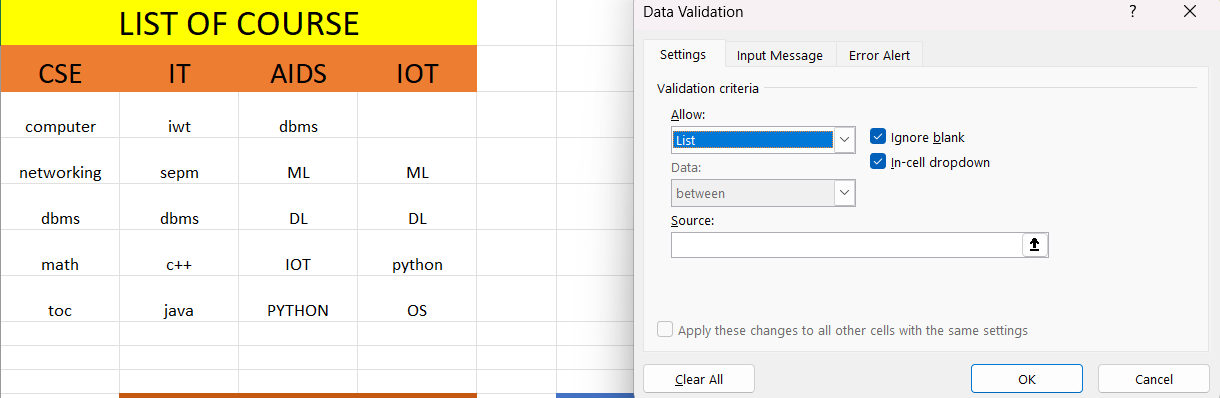 LIST OF COURSE
CSE IT AIDS IOT
computer iwt dbms
networking sepm ML ML
dbms dbms DL DL
math c++ IOT python
toc java PYTHON OS
Data Validation ?
Settings Input Message Error Alert
Validation criteria
Allow:
List Ignore blank
In-cell dropdown
Data:
between
Source:
Apply these changes to all other cells with the same settings
Clear All OK Cancel